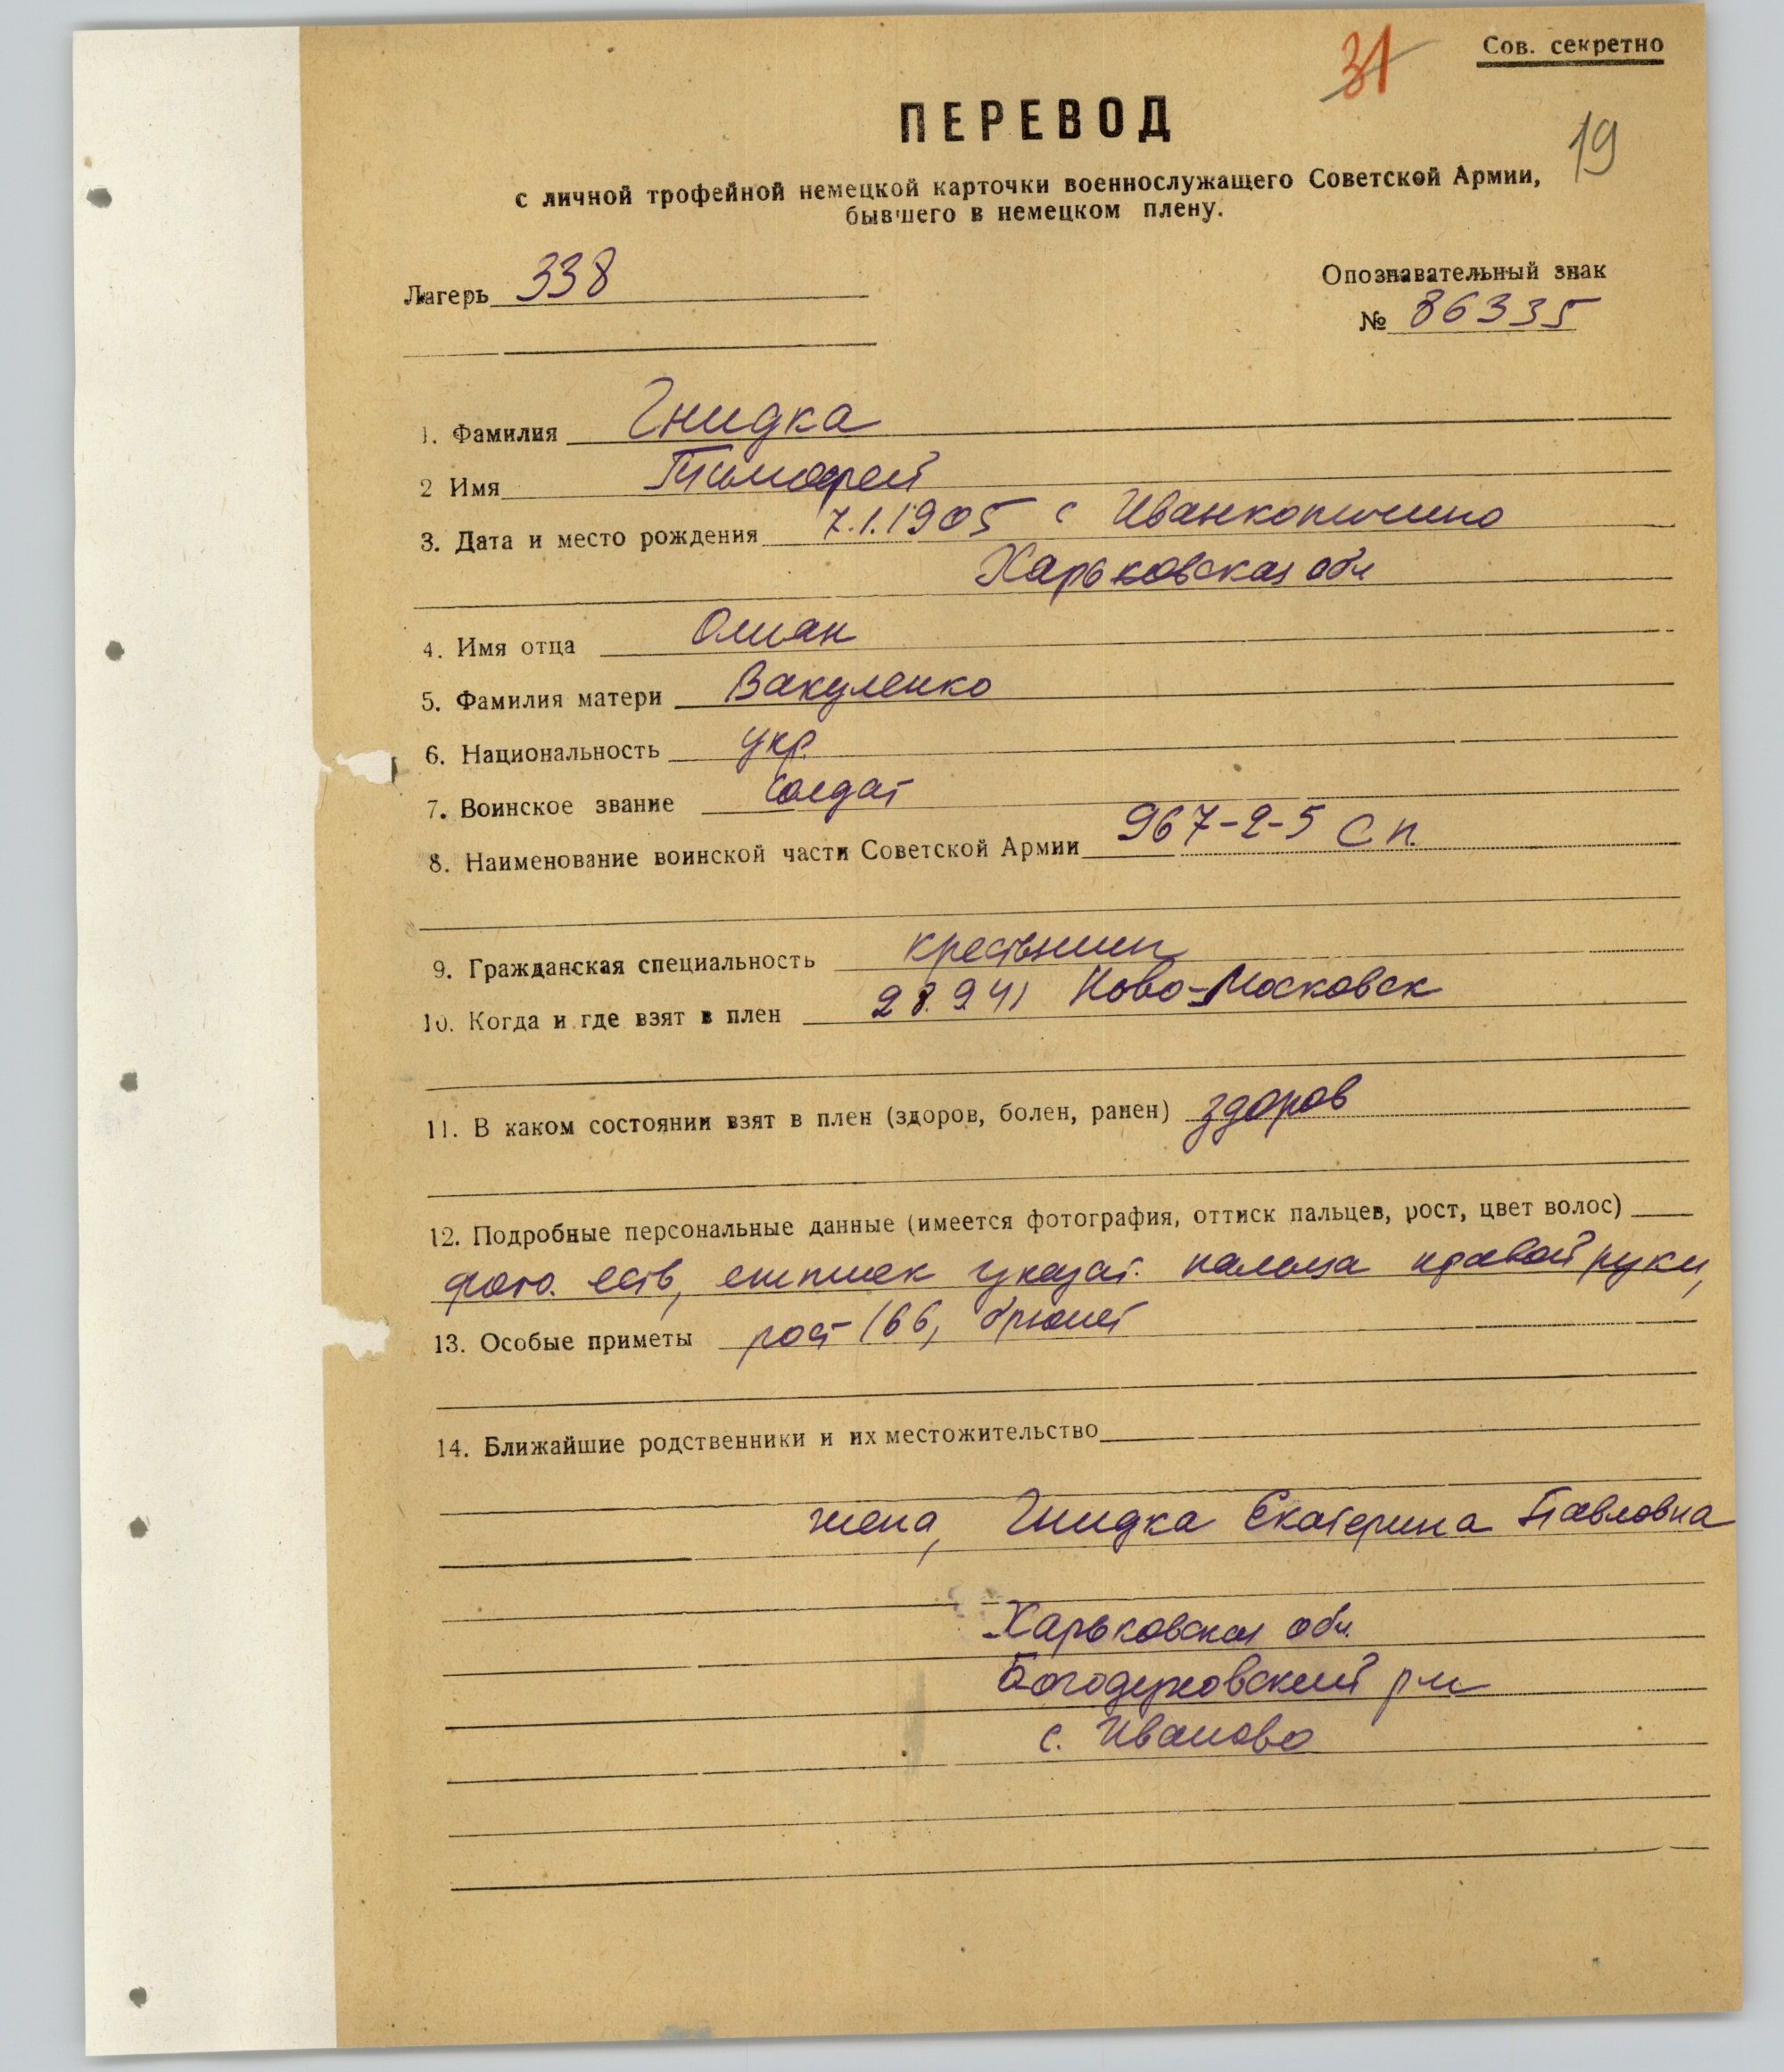 31
Сов. секретно
19
ПЕРЕВОД
с личной трофейной немецкой карточки военнослужащего Советской Армии,
бывшего в немецком плену.
Лагерь 338
Опознавательный знак
№ 86335
1. Фамилия Гнидка
2 Имя Тимофей
3. Дата и место рождения 7.1.1905 с
Харьковская обл
4. Имя отца
5. Фамилия матери Вакуленко
6. Национальность укр.
7. Воинское звание Солдат
8. Наименование воинской части Советской Армии 967-2-5 с.п.
9. Гражданская специальность крестьянин
10. Когда и где взят в плен 28.9 41 Ново-Московск
11. В каком состоянии взят в плен (здоров, болен, ранен) здоров
12. Подробные персональные данные (имеется фотография, оттиск пальцев, рост, цвет волос)
фото. есть, указат. пальца правой руки,
13. Особые приметы рост 166, брюнет
14. Ближайшие родственники и их местожительство
жена, Гнидка Екатерина Павловна
Харьковская обл.
Богодуховский р-н
с. Иваново